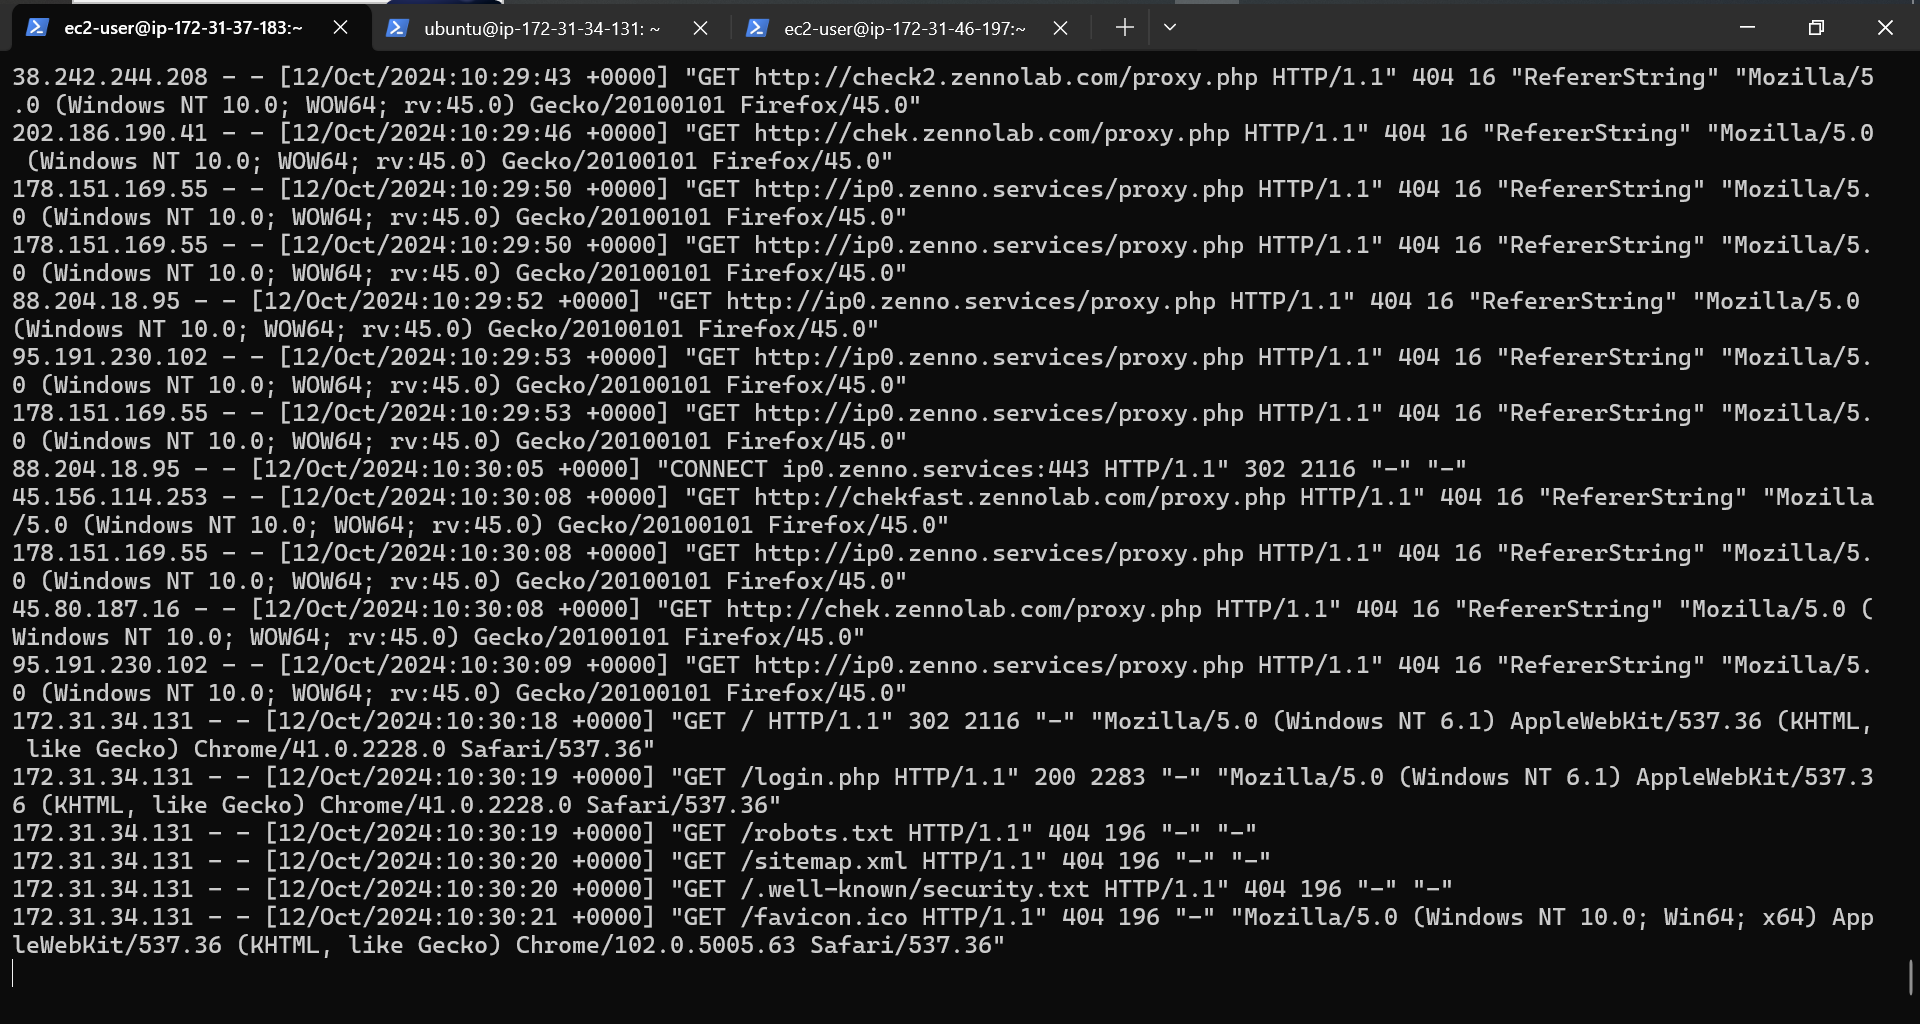 ec2-user@ip-172-31-37-183:~ ubuntu@ip-172-31-34-131: ~ ec2-user@ip-172-31-46-197:~
38.242.244.208 - - [12/Oct/2024:10:29:43 +0000] "GET http://check2.zennolab.com/proxy.php HTTP/1.1" 404 16 "RefererString" "Mozilla/5
.0 (Windows NT 10.0; WOW64; rv:45.0) Gecko/20100101 Firefox/45.0"
202.186.190.41 - - [12/Oct/2024:10:29:46 +0000] "GET http://chek.zennolab.com/proxy.php HTTP/1.1" 404 16 "RefererString" "Mozilla/5.0
(Windows NT 10.0; WOW64; rv:45.0) Gecko/20100101 Firefox/45.0"
178.151.169.55 - - [12/Oct/2024:10:29:50 +0000] "GET http://ip0.zenno.services/proxy.php HTTP/1.1" 404 16 "RefererString" "Mozilla/5.
0 (Windows NT 10.0; WOW64; rv:45.0) Gecko/20100101 Firefox/45.0"
178.151.169.55 - - [12/Oct/2024:10:29:50 +0000] "GET http://ip0.zenno.services/proxy.php HTTP/1.1" 404 16 "RefererString" "Mozilla/5.
0 (Windows NT 10.0; WOW64; rv:45.0) Gecko/20100101 Firefox/45.0"
88.204.18.95 - - [12/Oct/2024:10:29:52 +0000] "GET http://ip0.zenno.services/proxy.php HTTP/1.1" 404 16 "RefererString" "Mozilla/5.0
(Windows NT 10.0; WOW64; rv:45.0) Gecko/20100101 Firefox/45.0"
95.191.230.102 - - [12/Oct/2024:10:29:53 +0000] "GET http://ip0.zenno.services/proxy.php HTTP/1.1" 404 16 "RefererString" "Mozilla/5.
0 (Windows NT 10.0; WOW64; rv:45.0) Gecko/20100101 Firefox/45.0"
178.151.169.55 - - [12/Oct/2024:10:29:53 +0000] "GET http://ip0.zenno.services/proxy.php HTTP/1.1" 404 16 "RefererString" "Mozilla/5.
0 (Windows NT 10.0; WOW64; rv:45.0) Gecko/20100101 Firefox/45.0"
88.204.18.95 - - [12/Oct/2024:10:30:05 +0000] "CONNECT ip0.zenno.services:443 HTTP/1.1" 302 2116 "-" "-"
45.156.114.253 - - [12/Oct/2024:10:30:08 +0000] "GET http://chekfast.zennolab.com/proxy.php HTTP/1.1" 404 16 "RefererString" "Mozilla
/5.0 (Windows NT 10.0; WOW64; rv:45.0) Gecko/20100101 Firefox/45.0"
178.151.169.55 - - [12/Oct/2024:10:30:08 +0000] "GET http://ip0.zenno.services/proxy.php HTTP/1.1" 404 16 "RefererString" "Mozilla/5.
0 (Windows NT 10.0; WOW64; rv:45.0) Gecko/20100101 Firefox/45.0"
45.80.187.16 - - [12/Oct/2024:10:30:08 +0000] "GET http://chek.zennolab.com/proxy.php HTTP/1.1" 404 16 "RefererString" "Mozilla/5.0 (
Windows NT 10.0; WOW64; rv:45.0) Gecko/20100101 Firefox/45.0"
95.191.230.102 - - [12/Oct/2024:10:30:09 +0000] "GET http://ip0.zenno.services/proxy.php HTTP/1.1" 404 16 "RefererString" "Mozilla/5.
0 (Windows NT 10.0; WOW64; rv:45.0) Gecko/20100101 Firefox/45.0"
172.31.34.131 - - [12/Oct/2024:10:30:18 +0000] "GET / HTTP/1.1" 302 2116 "-" "Mozilla/5.0 (Windows NT 6.1) AppleWebKit/537.36 (KHTML,
like Gecko) Chrome/41.0.2228.0 Safari/537.36"
172.31.34.131 - - [12/Oct/2024:10:30:19 +0000] "GET /login.php HTTP/1.1" 200 2283 "-" "Mozilla/5.0 (Windows NT 6.1) AppleWebKit/537.3
6 (KHTML, like Gecko) Chrome/41.0.2228.0 Safari/537.36"
172.31.34.131 - - [12/Oct/2024:10:30:19 +0000] "GET /robots.txt HTTP/1.1" 404 196 "-" "-"
172.31.34.131 - - [12/Oct/2024:10:30:20 +0000] "GET /sitemap.xml HTTP/1.1" 404 196 "-" "-"
172.31.34.131 - - [12/Oct/2024:10:30:20 +0000] "GET /.well-known/security.txt HTTP/1.1" 404 196 "-" "-"
172.31.34.131 - - [12/Oct/2024:10:30:21 +0000] "GET /favicon.ico HTTP/1.1" 404 196 "-" "Mozilla/5.0 (Windows NT 10.0; Win64; x64) App
leWebKit/537.36 (KHTML, like Gecko) Chrome/102.0.5005.63 Safari/537.36"